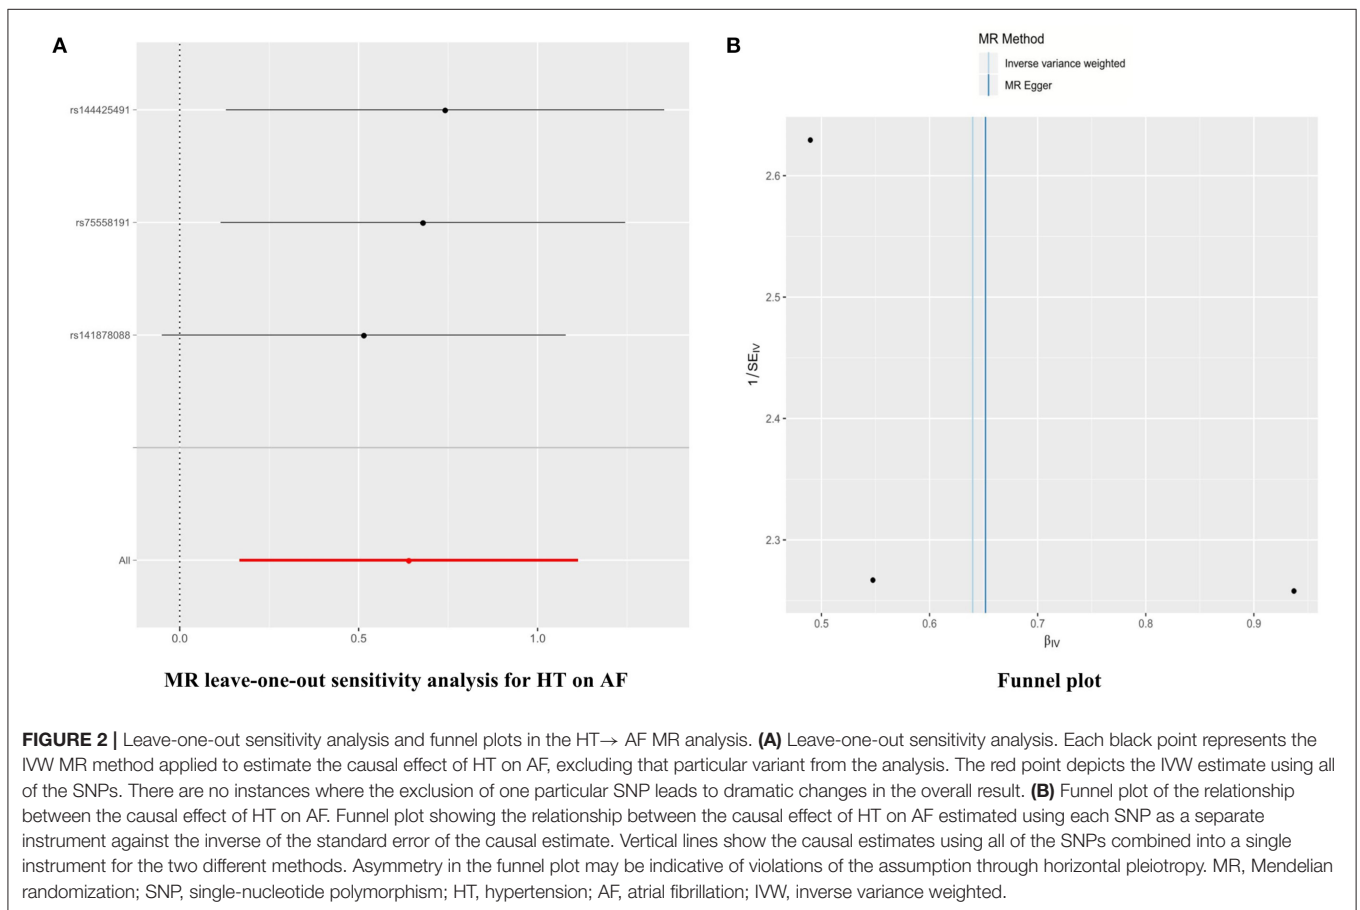 A
rs144425491
rs75558191
rs141878088
All
0.0 0.5 1.0
MR leave-one-out sensitivity analysis for HT on AF
B
MR Method
Inverse variance weighted
MR Egger
2.6
2.5
2.4
2.3
1/SEIV
0.5 0.6 0.7 0.8 0.9
βIV
Funnel plot
FIGURE 2 | Leave-one-out sensitivity analysis and funnel plots in the HT→ AF MR analysis. (A) Leave-one-out sensitivity analysis. Each black point represents the
IVW MR method applied to estimate the causal effect of HT on AF, excluding that particular variant from the analysis. The red point depicts the IVW estimate using all
of the SNPs. There are no instances where the exclusion of one particular SNP leads to dramatic changes in the overall result. (B) Funnel plot of the relationship
between the causal effect of HT on AF. Funnel plot showing the relationship between the causal effect of HT on AF estimated using each SNP as a separate
instrument against the inverse of the standard error of the causal estimate. Vertical lines show the causal estimates using all of the SNPs combined into a single
instrument for the two different methods. Asymmetry in the funnel plot may be indicative of violations of the assumption through horizontal pleiotropy. MR, Mendelian
randomization; SNP, single-nucleotide polymorphism; HT, hypertension; AF, atrial fibrillation; IVW, inverse variance weighted.